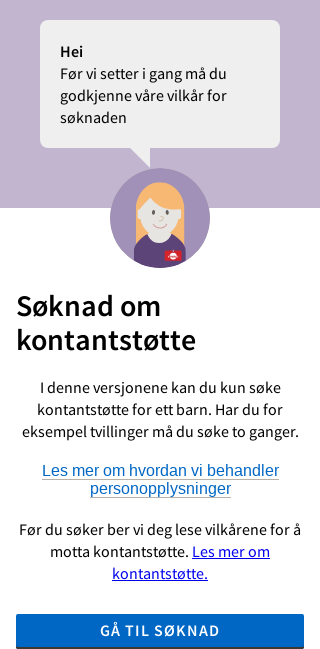 Hei
Før vi setter i gang må du
godkjenne våre vilkår for
søknaden
Søknad om
kontantstøtte
I denne versjonene kan du kun søke
kontantstøtte for ett barn. Har du for
eksempel tvillinger må du søke to ganger.
Les mer om hvordan vi behandler
personopplysninger
Før du søker ber vi deg lese vilkårene for å
motta kontantstøtte. Les mer om
kontantstøtte.
GÅ TIL SØKNAD